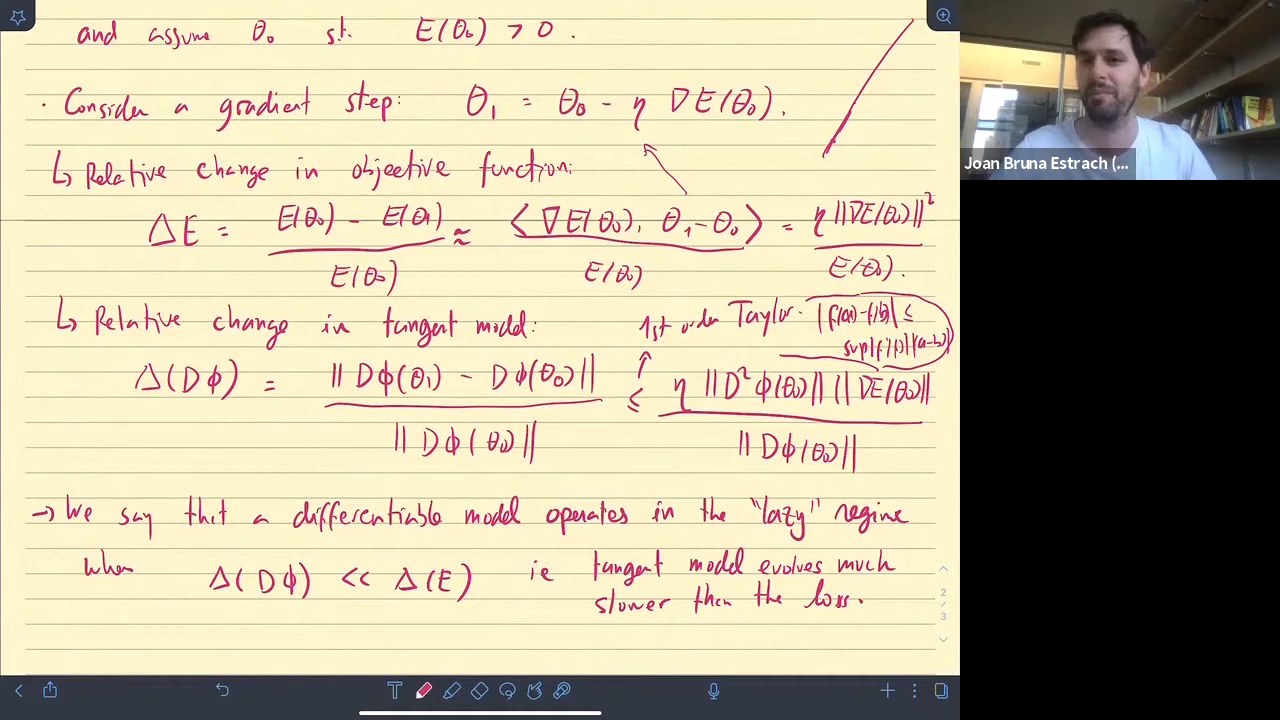 and assume θ₀ st. E(θ₀) > 0.
· Consider a gradient step: θ₁ = θ₀ - η ∇E(θ₀).
↳ Relative change in objective function:
ΔE = (E(θ₀) - E(θ₁)) / E(θ₀) ≈ ⟨∇E(θ₀), θ₁-θ₀⟩ / E(θ₀) = η ||∇E(θ₀)||² / E(θ₀).
↳ Relative change in tangent model:
1st order Taylor. |f(a)-f(b)| ≤
sup|f'(x)| |(a-b)|
Δ(Dϕ) = ||Dϕ(θ₁) - Dϕ(θ₀)|| / ||Dϕ(θ₀)|| ≤ η ||D²ϕ(θ₀)|| ||∇E(θ₀)|| / ||Dϕ(θ₀)||
→ We say that a differentiable model operates in the "lazy" regime
when Δ(Dϕ) << Δ(E) ie tangent model evolves much
slower than the loss.
Joan Bruna Estrach (...
2
/
3
T